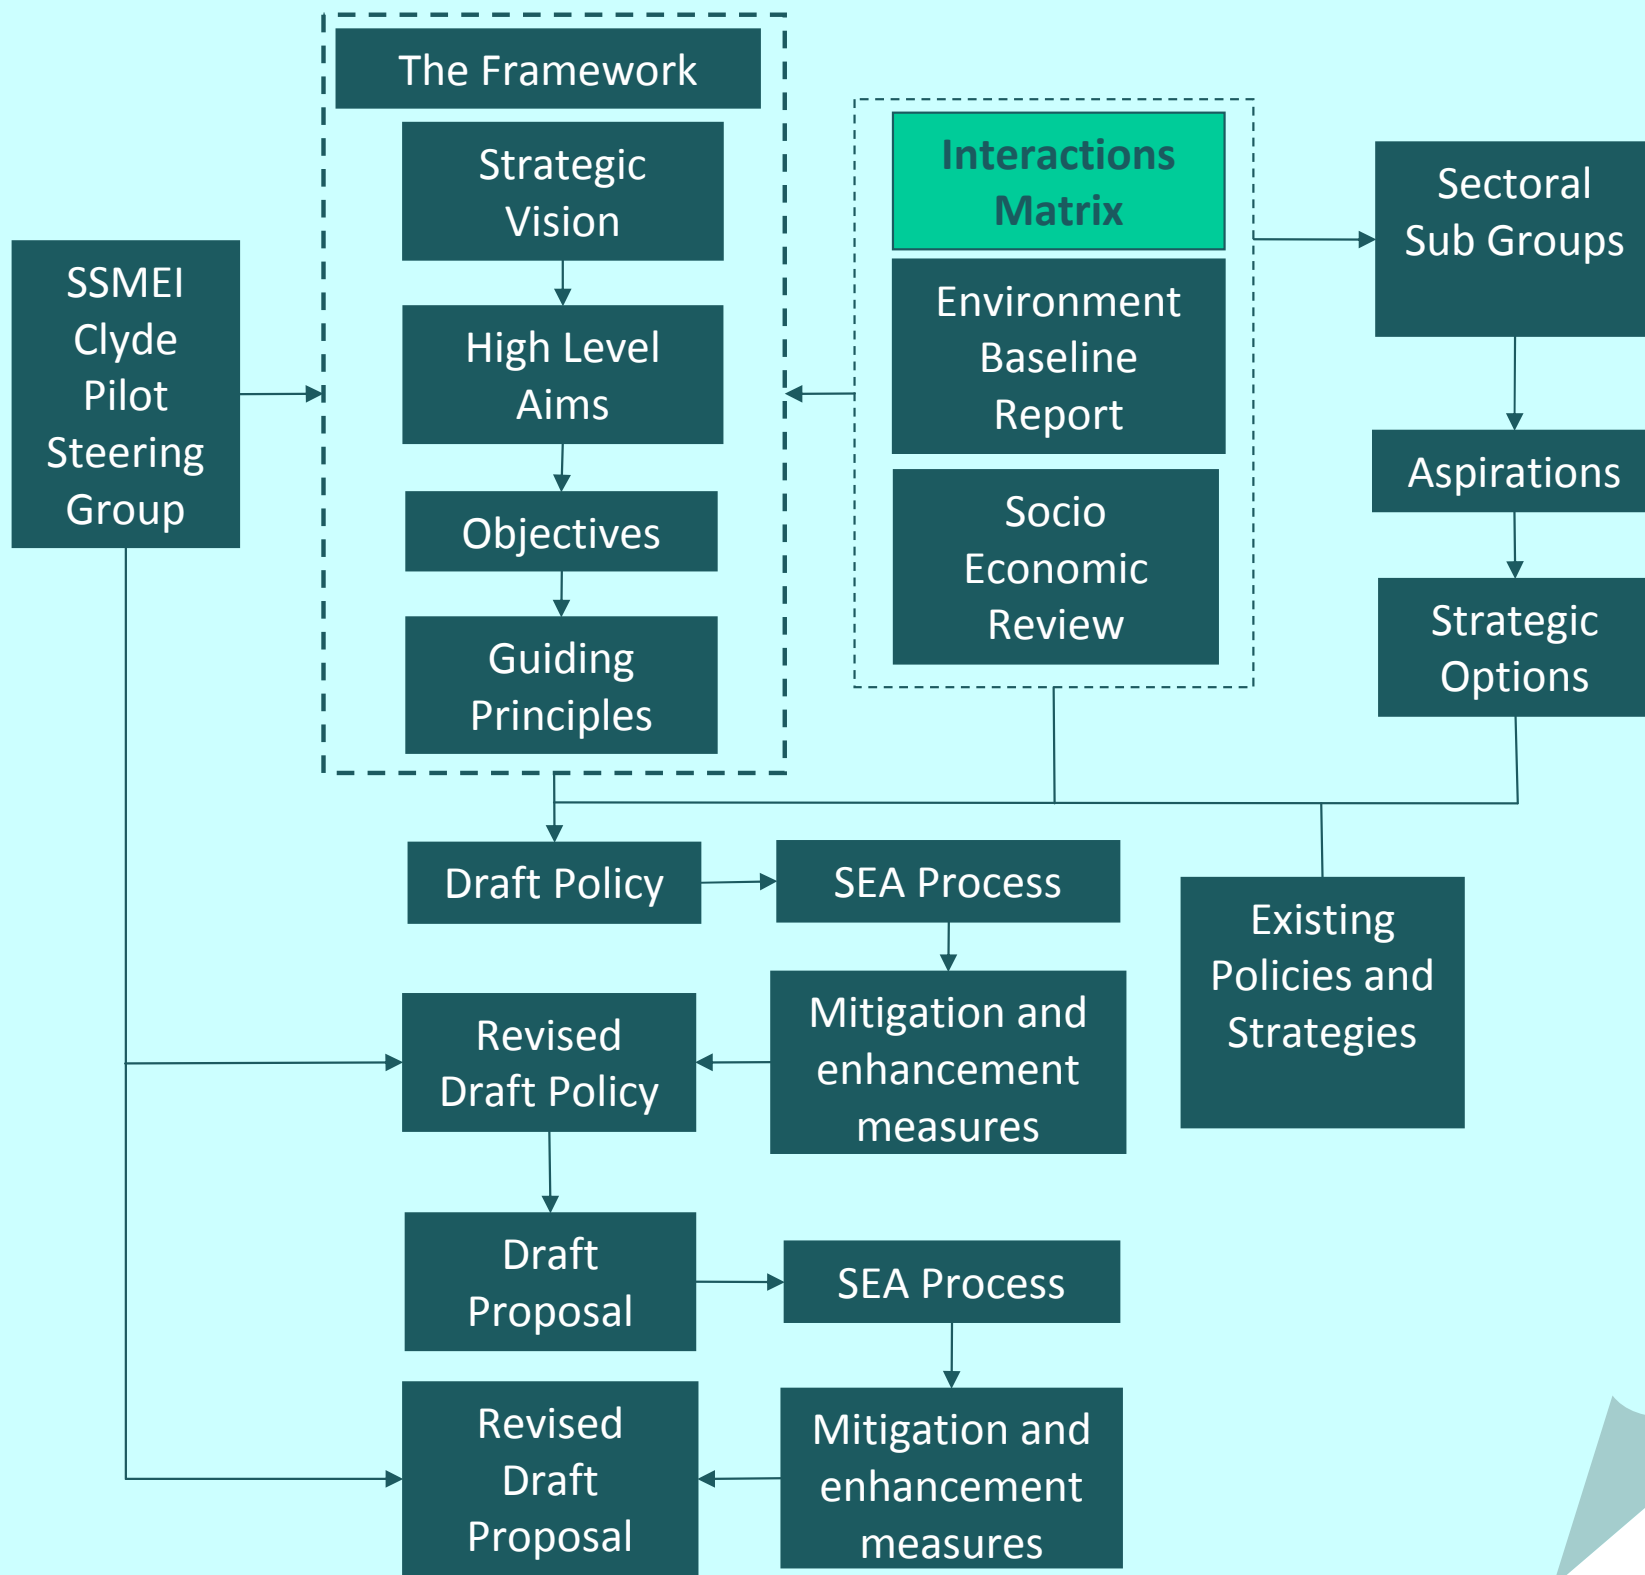 The Framework
Strategic
Vision
High Level
Aims
Objectives
Guiding
Principles
SSMEI
Clyde
Pilot
Steering
Group
Interactions
Matrix
Environment
Baseline
Report
Socio
Economic
Review
Sectoral
Sub Groups
Aspirations
Strategic
Options
Draft Policy
SEA Process
Existing
Policies and
Strategies
Revised
Draft Policy
Mitigation and
enhancement
measures
Draft
Proposal
SEA Process
Revised
Draft
Proposal
Mitigation and
enhancement
measures